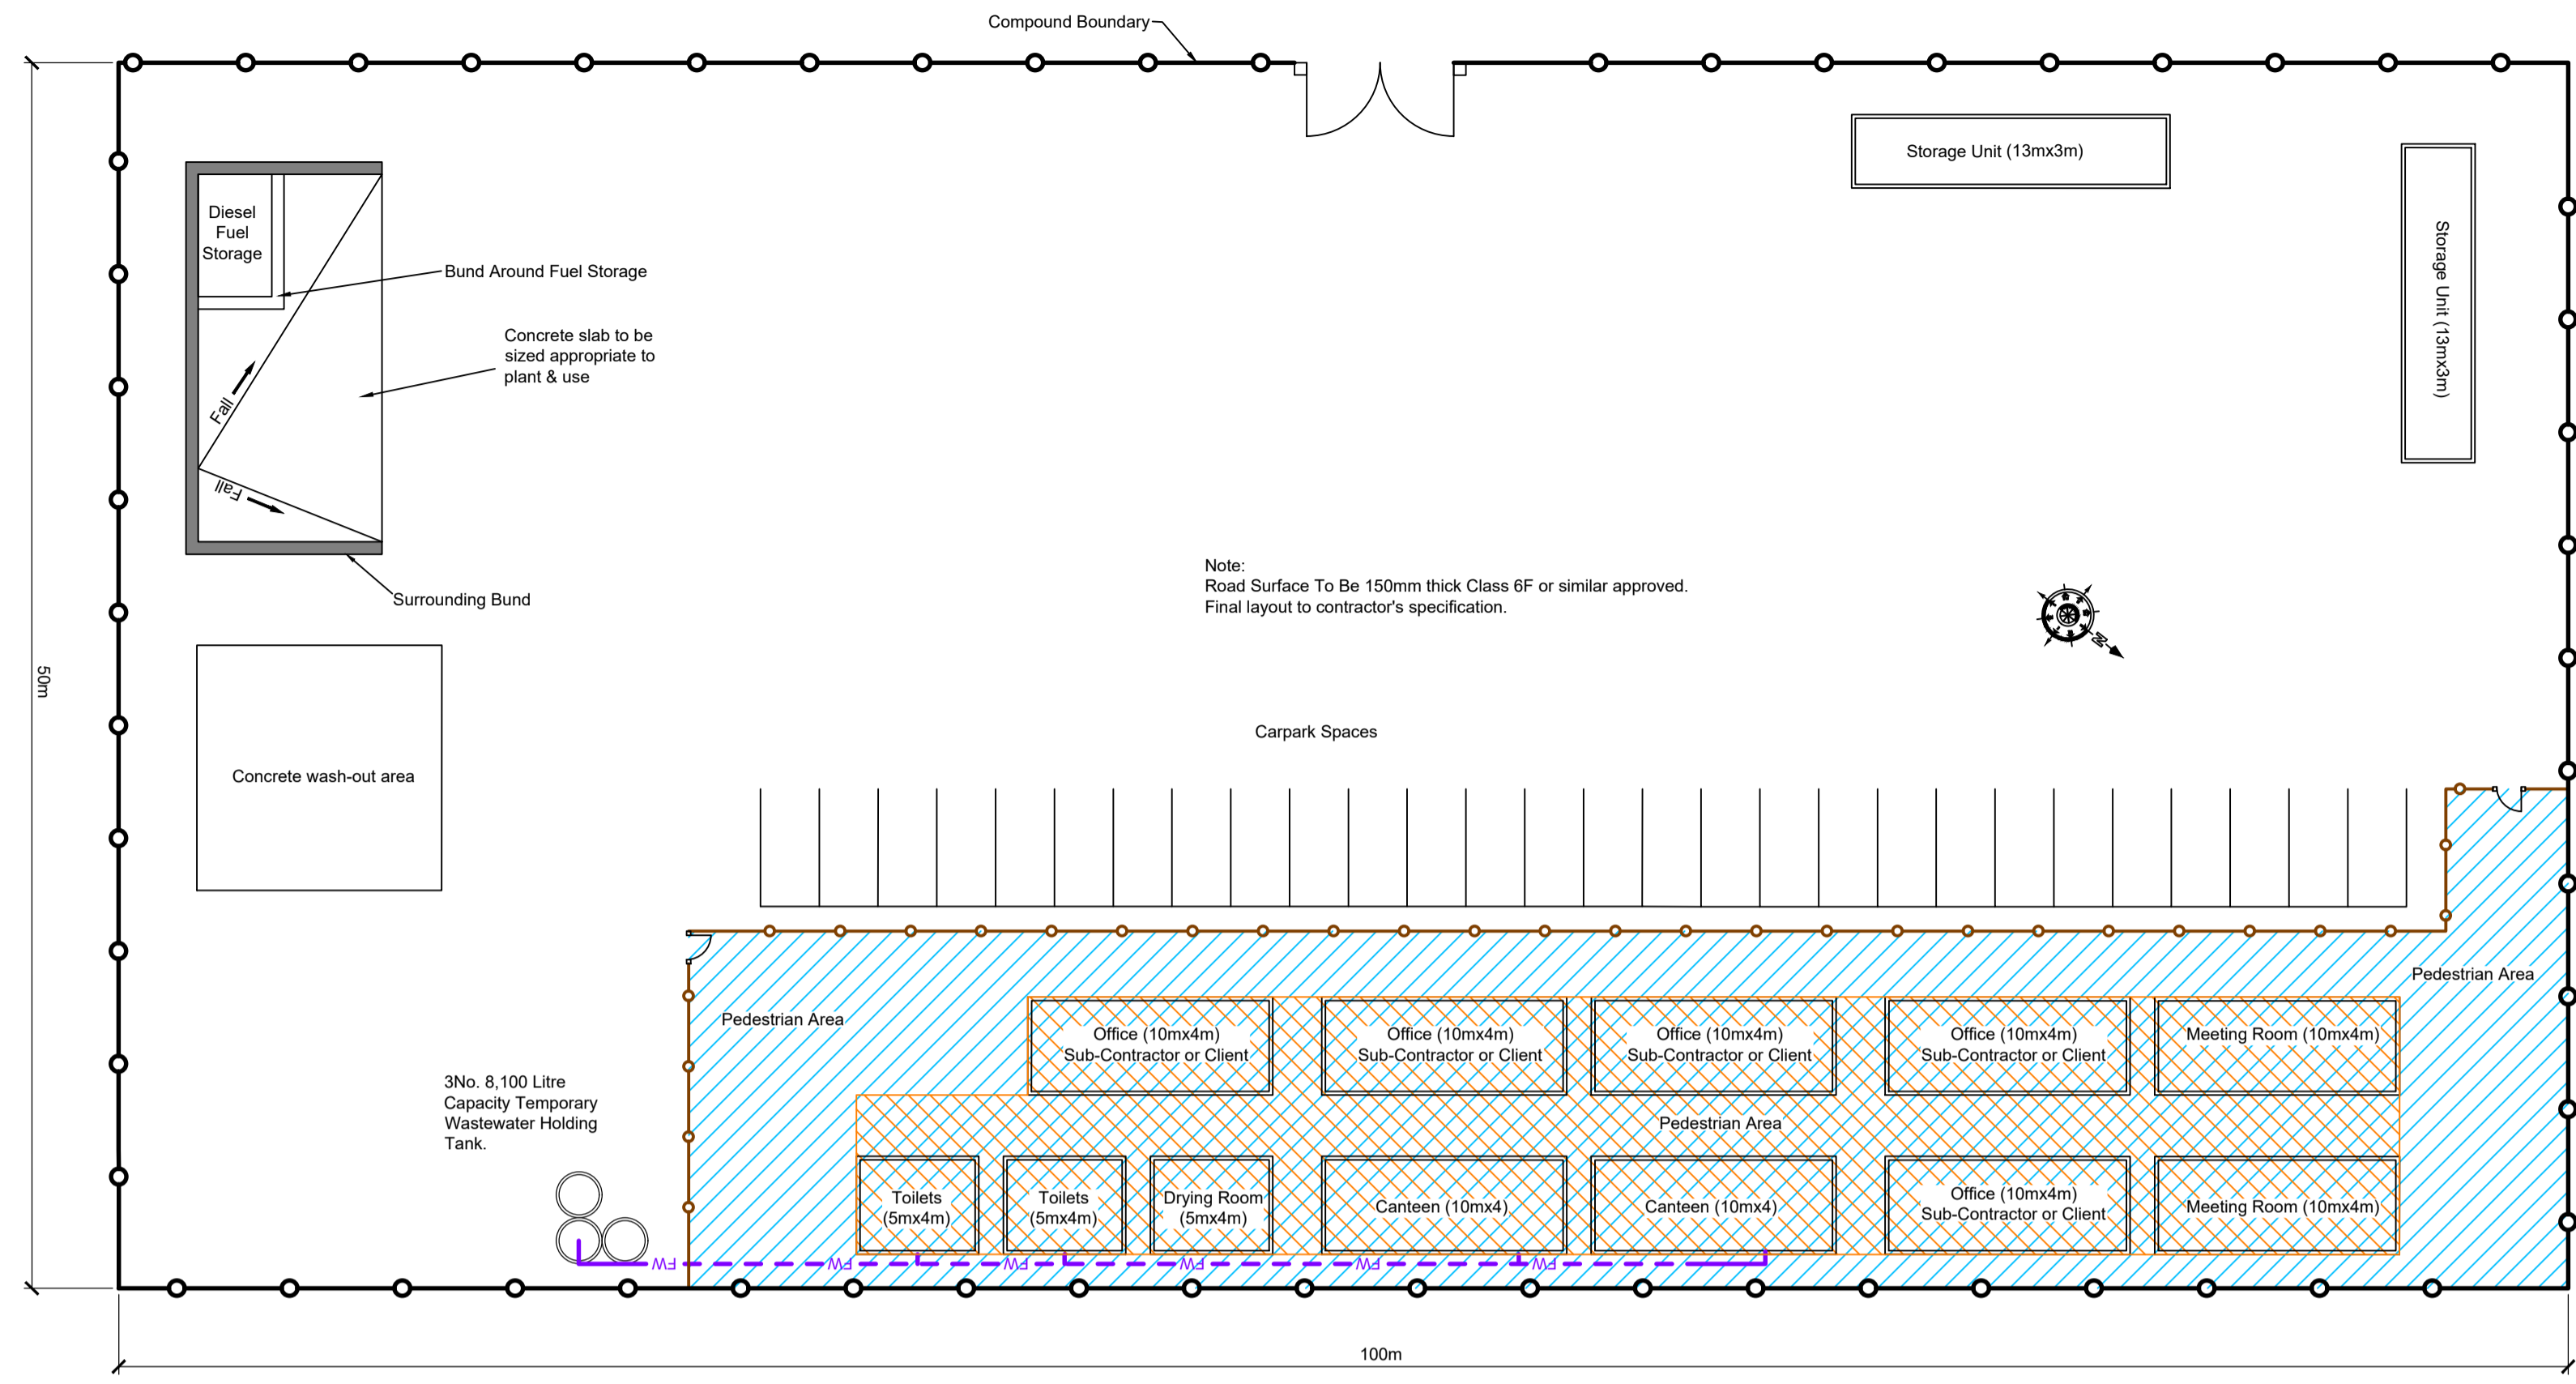 Compound Boundary
Storage Unit (13mx3m)
Storage Unit (13mx3m)
Diesel
Fuel
Storage
Bund Around Fuel Storage
Concrete slab to be
sized appropriate to
plant & use
Fall
Fall
Surrounding Bund
Note:
Road Surface To Be 150mm thick Class 6F or similar approved.
Final layout to contractor's specification.
N
50m
Carpark Spaces
Concrete wash-out area
Pedestrian Area
Pedestrian Area
Office (10mx4m)
Sub-Contractor or Client
Office (10mx4m)
Sub-Contractor or Client
Office (10mx4m)
Sub-Contractor or Client
Office (10mx4m)
Sub-Contractor or Client
Meeting Room (10mx4m)
3No. 8,100 Litre
Capacity Temporary
Wastewater Holding
Tank.
Pedestrian Area
Toilets
(5mx4m)
Toilets
(5mx4m)
Drying Room
(5mx4m)
Canteen (10mx4)
Canteen (10mx4)
Office (10mx4m)
Sub-Contractor or Client
Meeting Room (10mx4m)
FW
FW
FW
FW
FW
FW
100m